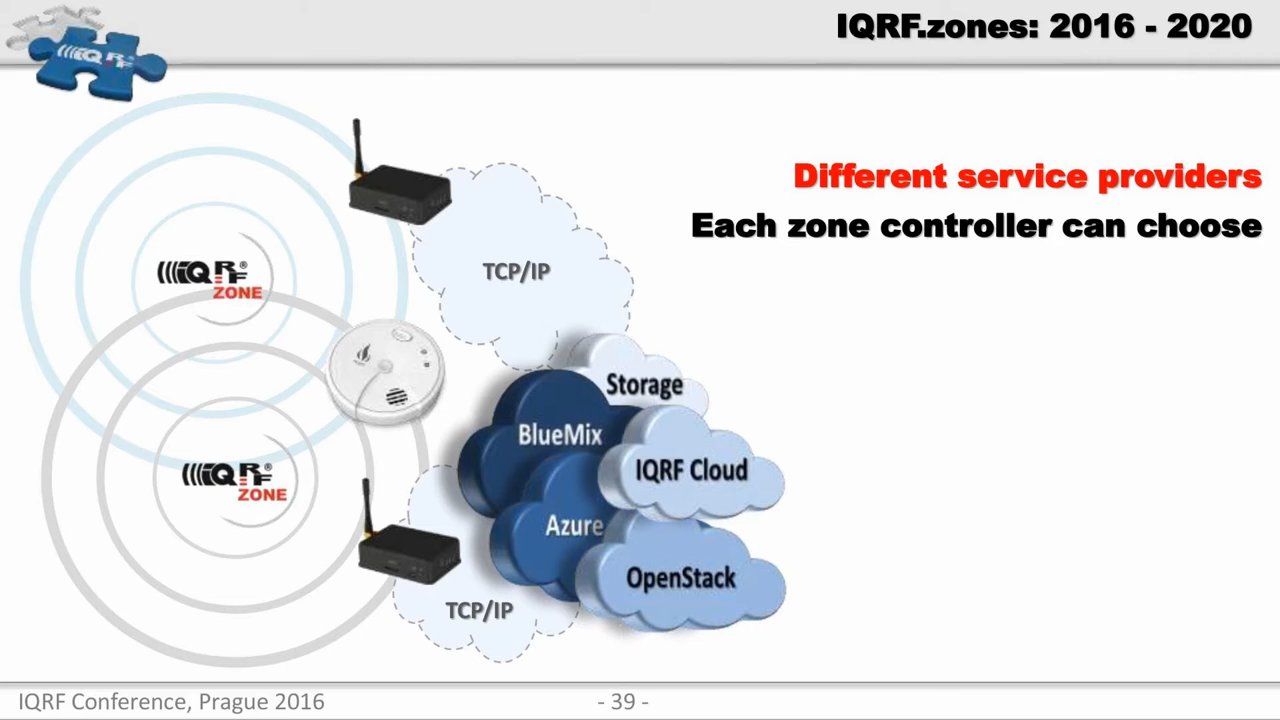 IQRF.zones: 2016 - 2020
IQRF
Different service providers
Each zone controller can choose
TCP/IP
IQRF®
ZONE
Storage
BlueMix
IQRF Cloud
IQRF®
ZONE
Azure
OpenStack
TCP/IP
IQRF Conference, Prague 2016
- 39 -